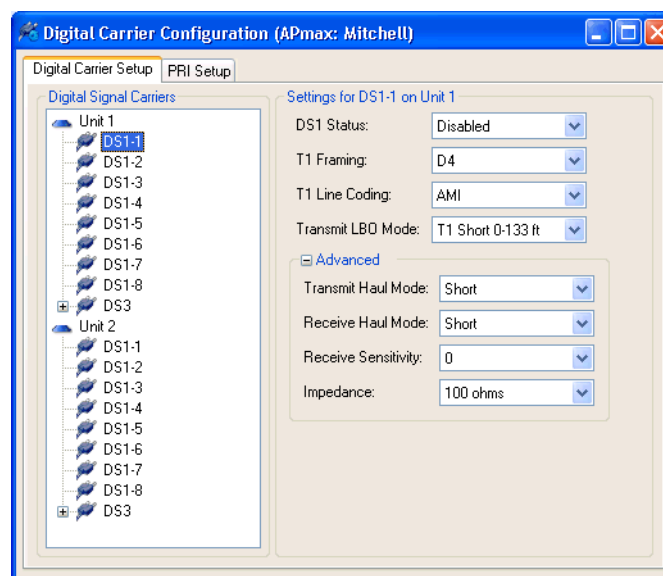 Digital Carrier Configuration (APmax: Mitchell)
Digital Carrier Setup
PRI Setup
Digital Signal Carriers
Unit 1
DS1-1
DS1-2
DS1-3
DS1-4
DS1-5
DS1-6
DS1-7
DS1-8
DS3
Unit 2
DS1-1
DS1-2
DS1-3
DS1-4
DS1-5
DS1-6
DS1-7
DS1-8
DS3
Settings for DS1-1 on Unit 1
DS1 Status: Disabled
T1 Framing: D4
T1 Line Coding: AMI
Transmit LBO Mode: T1 Short 0-133 ft
Advanced
Transmit Haul Mode: Short
Receive Haul Mode: Short
Receive Sensitivity: 0
Impedance: 100 ohms